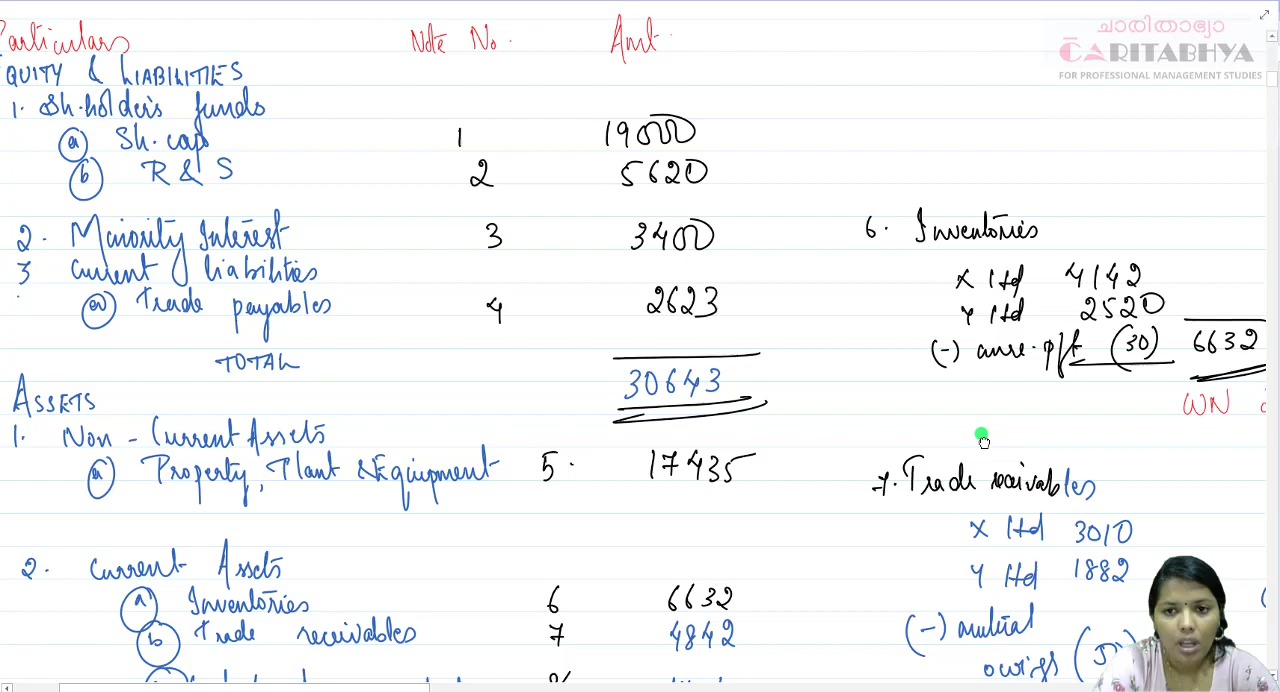 Particulars Note No. Amt.
EQUITY & LIABILITIES
1. Sh.holders funds
(a) Sh. cap 1 19000
(b) R & S 2 5620
2. Minority Interest 3 3400
3 Current liabilities
(a) Trade payables 4 2623
TOTAL 30643
ASSETS
1. Non-Current Assets
(a) Property, Plant & Equipment 5. 17435
2. Current Assets
(a) Inventories 6 6632
(b) Trade receivables 7 4842
6. Inventories
X Ltd 4142
Y Ltd 2520
(-) unre. pft (30) 6632
WN
7. Trade receivables
X Ltd 3010
Y Ltd 1882
(-) mutual
owings
ചാരിതാഭ്യാ
CARITABHYA
FOR PROFESSIONAL MANAGEMENT STUDIES